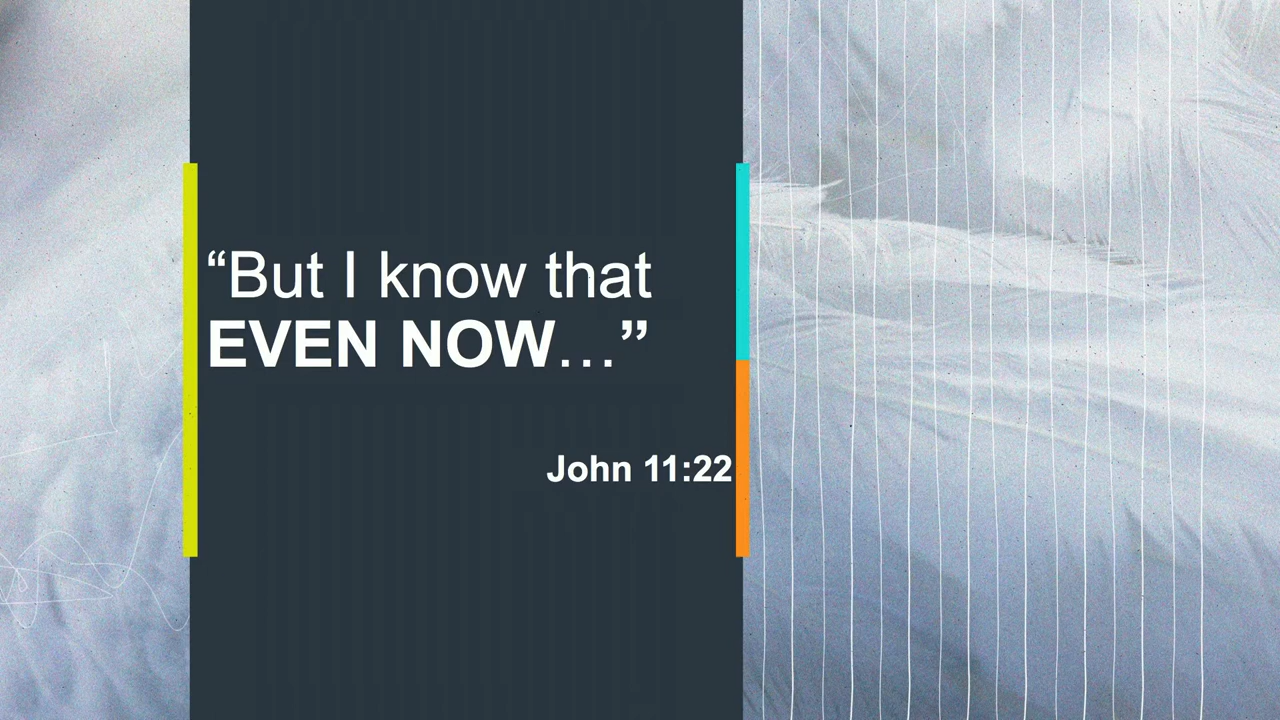 “But I know that
EVEN NOW…”
John 11:22